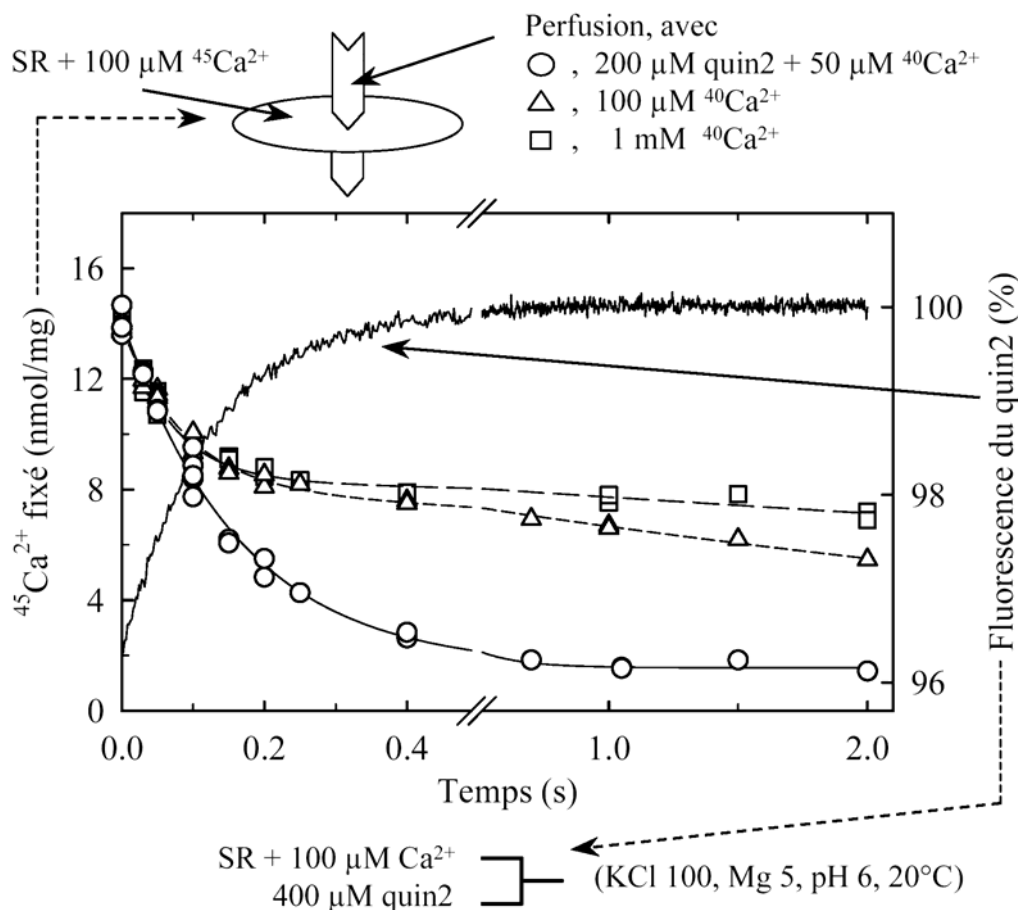 SR + 100 µM ⁴⁵Ca²⁺
Perfusion, avec
, 200 µM quin2 + 50 µM ⁴⁰Ca²⁺
, 100 µM ⁴⁰Ca²⁺
, 1 mM ⁴⁰Ca²⁺
⁴⁵Ca²⁺ fixé (nmol/mg)
16
12
8
4
0
100
98
96
Fluorescence du quin2 (%)
0.0 0.2 0.4 1.0 2.0
Temps (s)
SR + 100 µM Ca²⁺
400 µM quin2
(KCl 100, Mg 5, pH 6, 20°C)